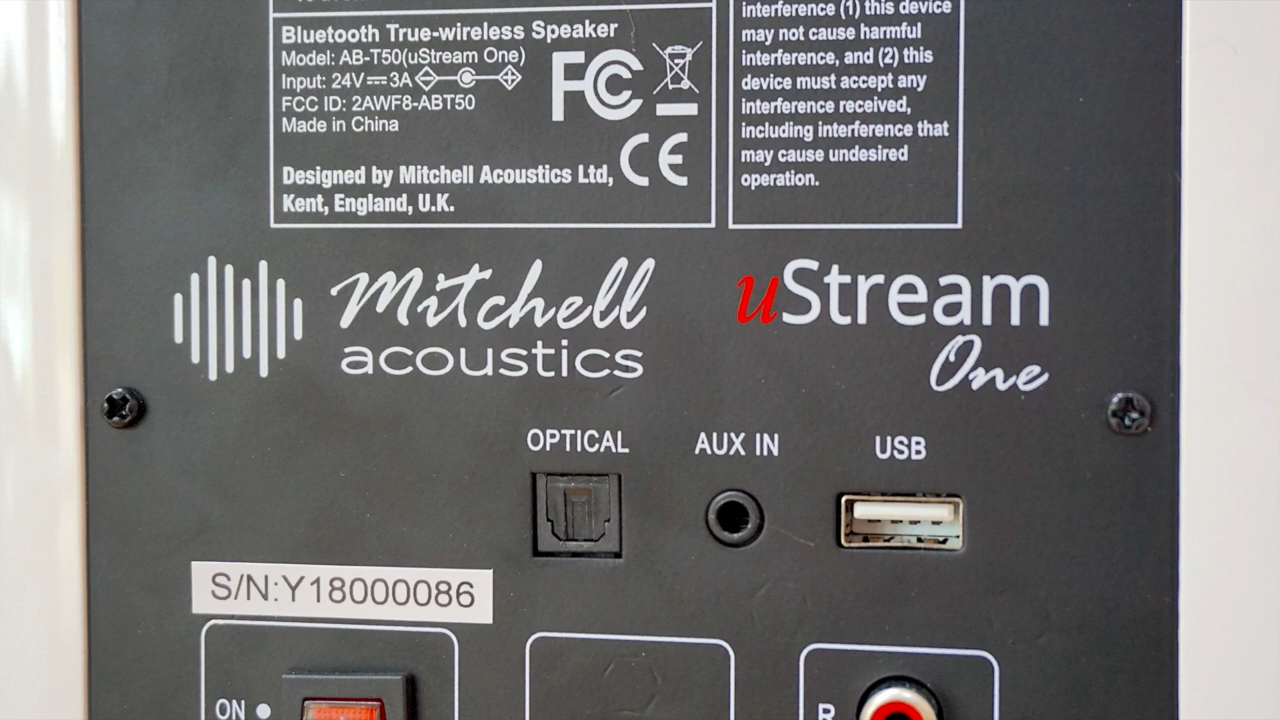 Bluetooth True-wireless Speaker
Model: AB-T50(uStream One)
Input: 24V⎓3A
FCC ID: 2AWF8-ABT50
Made in China
FC
CE
Designed by Mitchell Acoustics Ltd,
Kent, England, U.K.
interference (1) this device
may not cause harmful
interference, and (2) this
device must accept any
interference received,
including interference that
may cause undesired
operation.
Mitchell
acoustics
uStream
One
OPTICAL
AUX IN
USB
S/N:Y18000086
ON
R